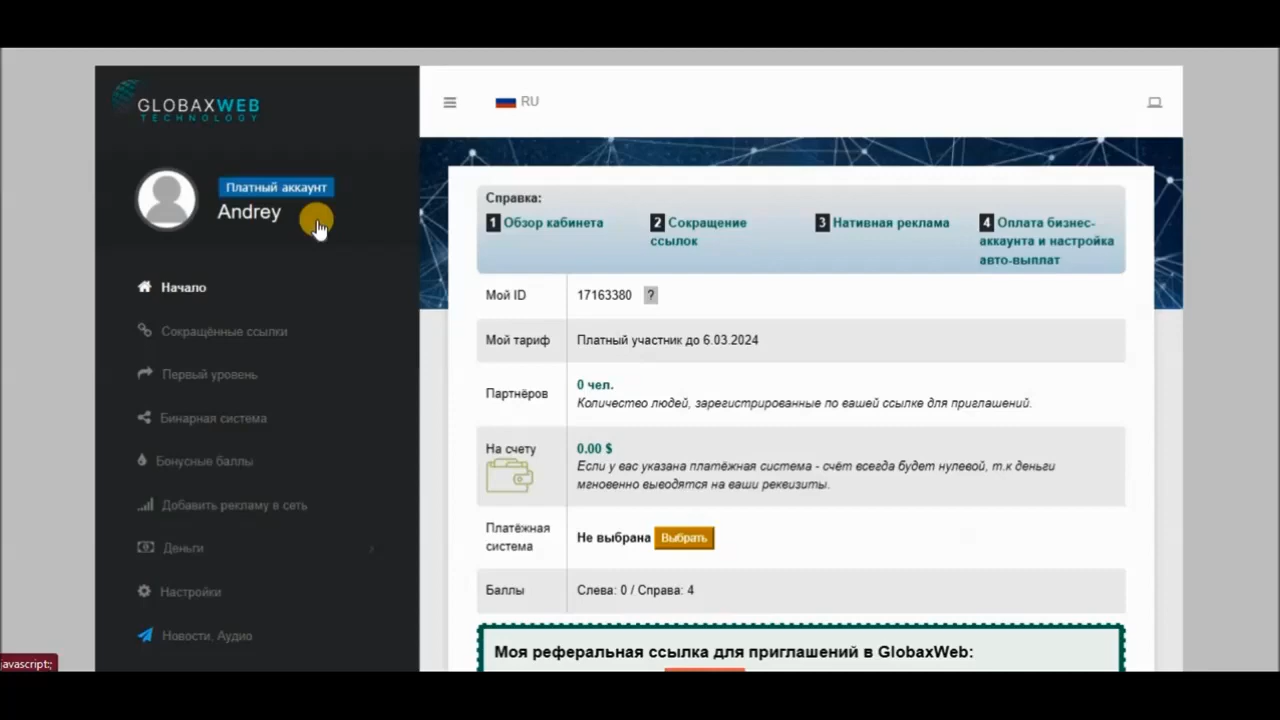 GLOBAXWEB
TECHNOLOGY
RU
Платный аккаунт
Andrey
Начало
Сокращённые ссылки
Первый уровень
Бинарная система
Бонусные баллы
Добавить рекламу в сеть
Деньги
Настройки
Новости, Аудио
javascript:;
Справка:
1 Обзор кабинета
2 Сокращение
ссылок
3 Нативная реклама
4 Оплата бизнес-
аккаунта и настройка
авто-выплат
Мой ID 17163380 ?
Мой тариф Платный участник до 6.03.2024
Партнёров 0 чел.
Количество людей, зарегистрированные по вашей ссылке для приглашений.
На счету 0.00 $
Если у вас указана платёжная система - счёт всегда будет нулевой, т.к деньги
мгновенно выводятся на ваши реквизиты.
Платёжная
система
Не выбрана Выбрать
Баллы Слева: 0 / Справа: 4
Моя реферальная ссылка для приглашений в GlobaxWeb: